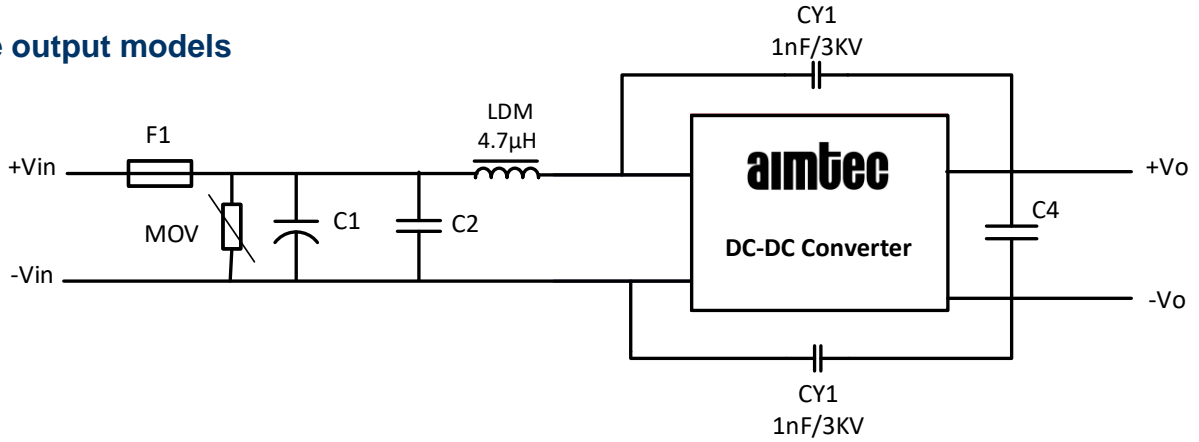 e output models
CY1
1nF/3KV
LDM
4.7µH
F1
+Vin
MOV
C1
C2
-Vin
aimtec
DC-DC Converter
+Vo
C4
-Vo
CY1
1nF/3KV